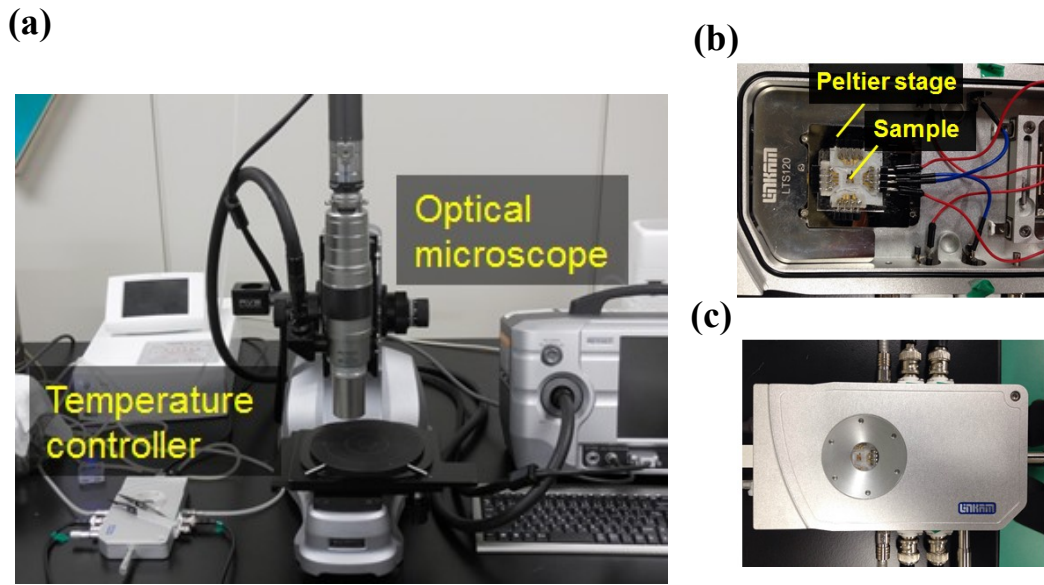 (a)
Optical
microscope
Temperature
controller
(b)
Peltier stage
Sample
LINKAM
LTS120
(c)
LINKAM